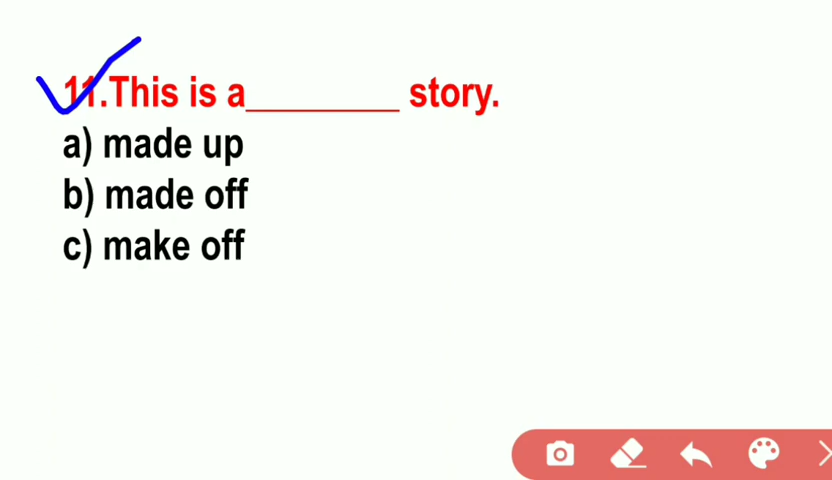 11.This is a________ story.
a) made up
b) made off
c) make off